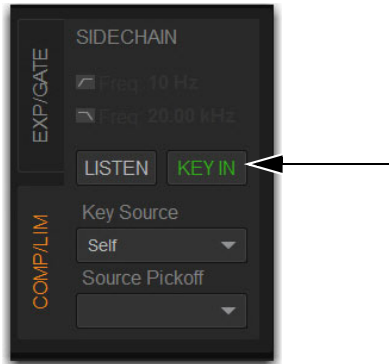 SIDECHAIN
EXP/GATE
Freq: 10 Hz
Freq: 20.00 kHz
LISTEN
KEY IN
COMP/LIM
Key Source
Self
Source Pickoff